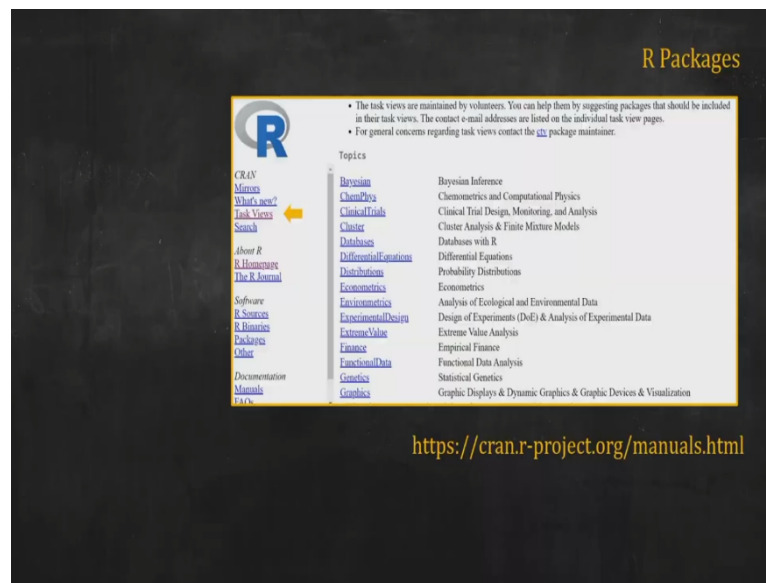 R Packages
• The task views are maintained by volunteers. You can help them by suggesting packages that should be included
in their task views. The contact e-mail addresses are listed on the individual task view pages.
• For general concerns regarding task views contact the ctv package maintainer.
R
CRAN
Mirrors
What's new?
Task Views
Search
About R
R Homepage
The R Journal
Software
R Sources
R Binaries
Packages
Other
Documentation
Manuals
FAQs
Topics
Bayesian Bayesian Inference
ChemPhys Chemometrics and Computational Physics
ClinicalTrials Clinical Trial Design, Monitoring, and Analysis
Cluster Cluster Analysis & Finite Mixture Models
Databases Databases with R
DifferentialEquations Differential Equations
Distributions Probability Distributions
Econometrics Econometrics
Environmetrics Analysis of Ecological and Environmental Data
ExperimentalDesign Design of Experiments (DoE) & Analysis of Experimental Data
ExtremeValue Extreme Value Analysis
Finance Empirical Finance
FunctionalData Functional Data Analysis
Genetics Statistical Genetics
Graphics Graphic Displays & Dynamic Graphics & Graphic Devices & Visualization
https://cran.r-project.org/manuals.html